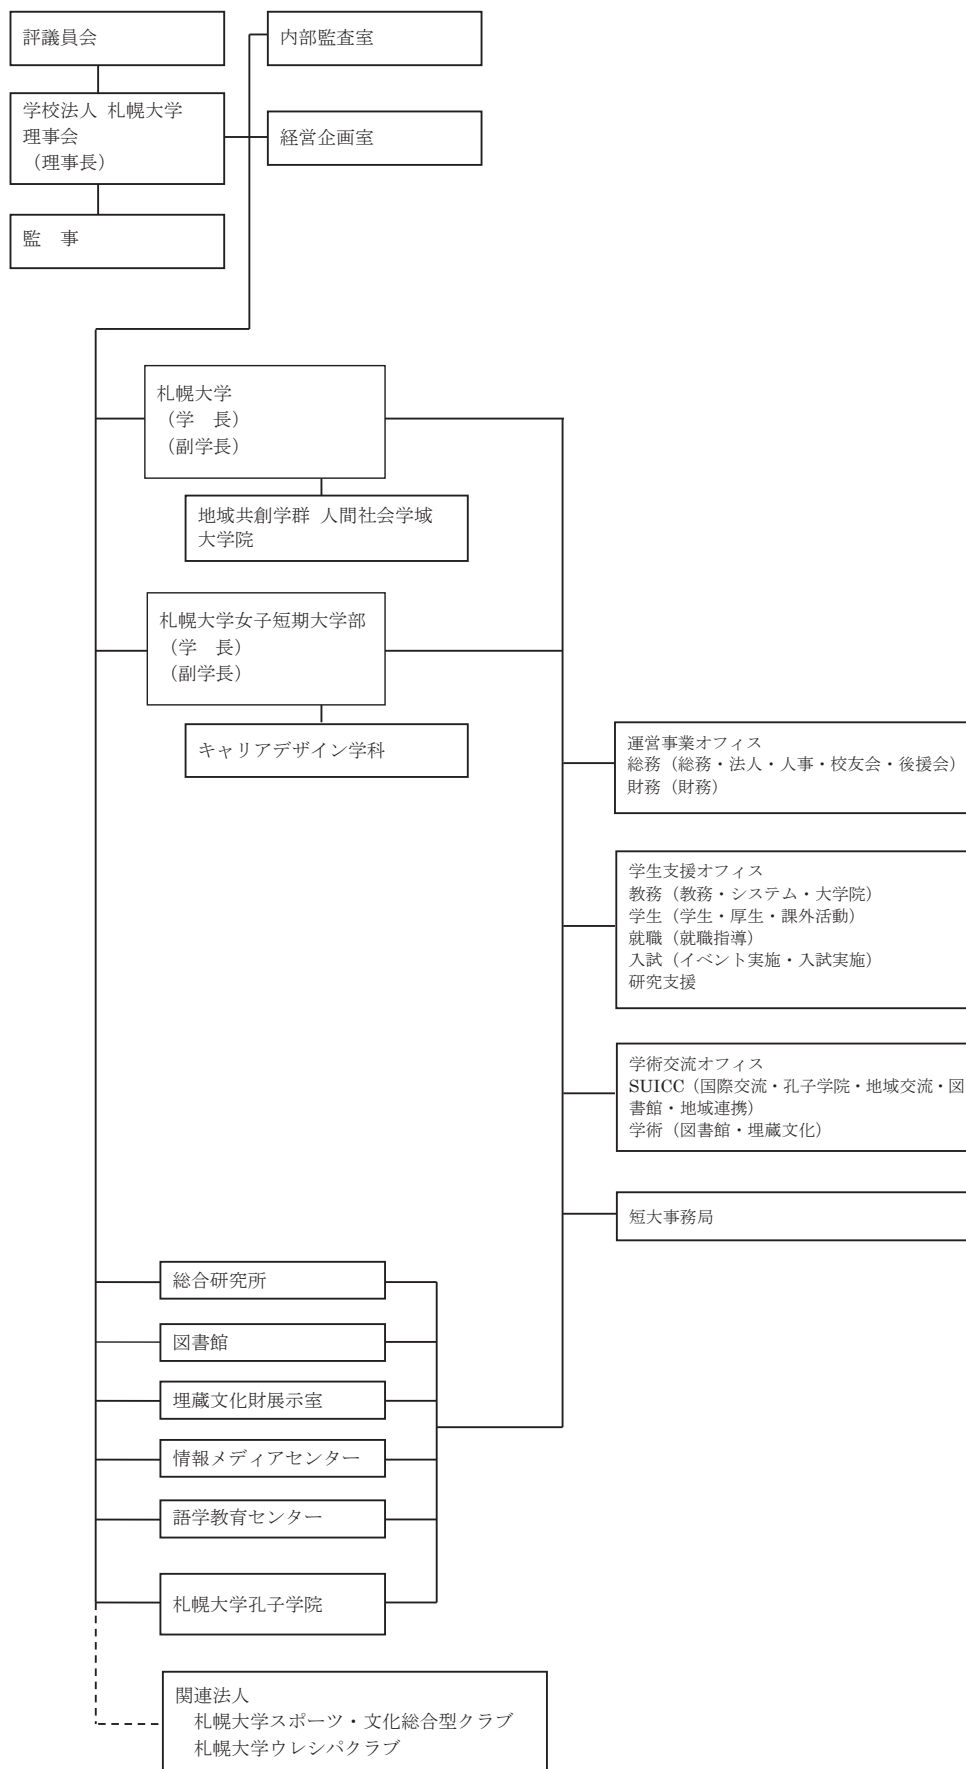 評議員会
内部監査室
学校法人 札幌大学
理事会
（理事長）
経営企画室
監　事
札幌大学
（学　長）
（副学長）
地域共創学群 人間社会学域
大学院
札幌大学女子短期大学部
（学　長）
（副学長）
キャリアデザイン学科
運営事業オフィス
総務（総務・法人・人事・校友会・後援会）
財務（財務）
学生支援オフィス
教務（教務・システム・大学院）
学生（学生・厚生・課外活動）
就職（就職指導）
入試（イベント実施・入試実施）
研究支援
学術交流オフィス
SUICC（国際交流・孔子学院・地域交流・図
書館・地域連携）
学術（図書館・埋蔵文化）
短大事務局
総合研究所
図書館
埋蔵文化財展示室
情報メディアセンター
語学教育センター
札幌大学孔子学院
関連法人
札幌大学スポーツ・文化総合型クラブ
札幌大学ウレシパクラブ